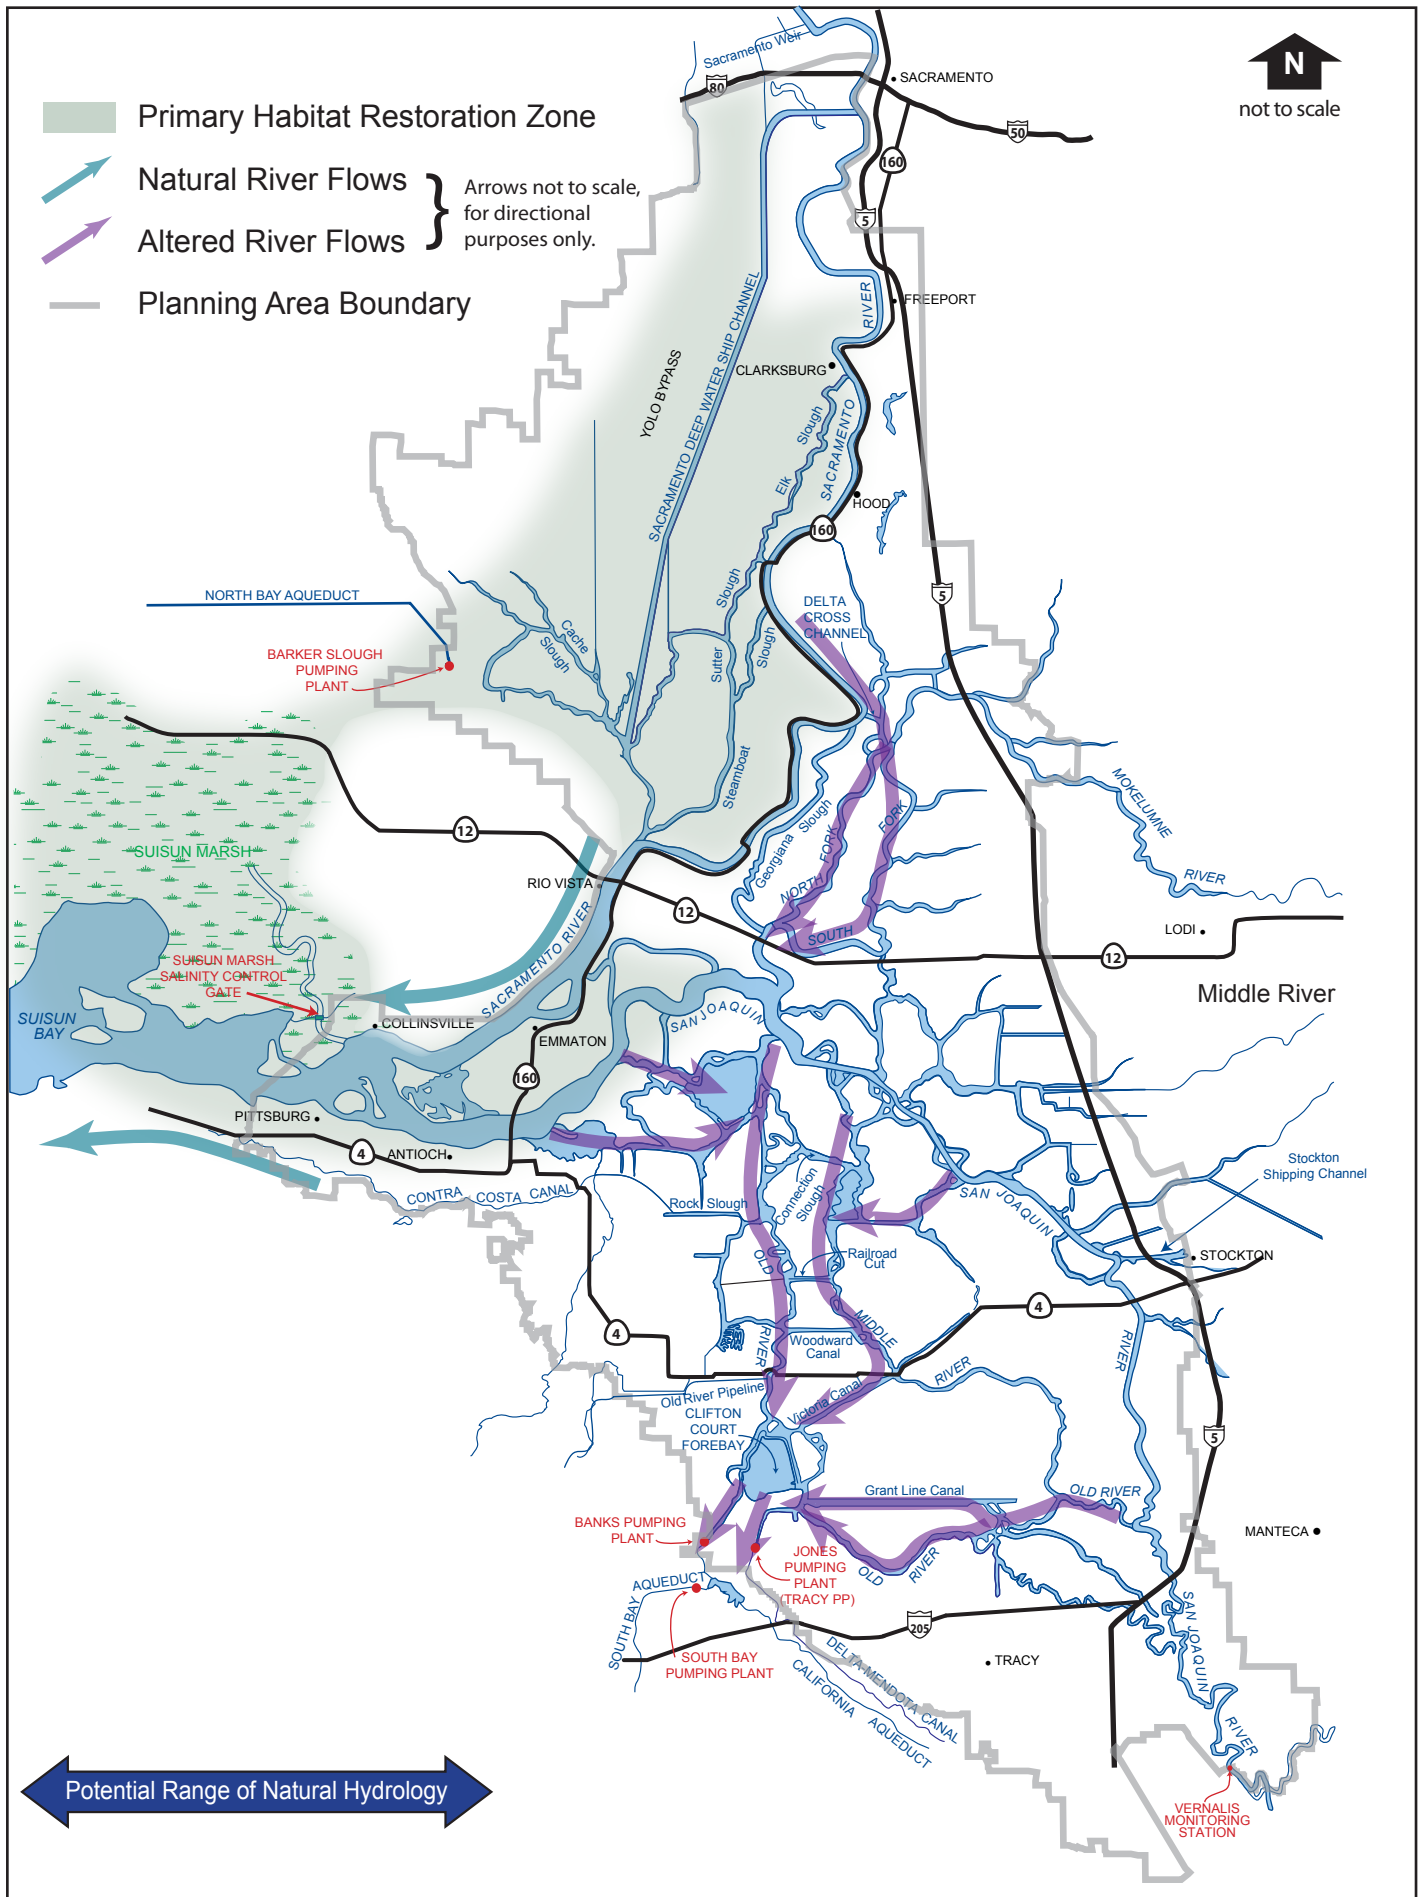 Sacramento Weir
N
not to scale
80
SACRAMENTO
50
160
5
Primary Habitat Restoration Zone
Natural River Flows
Altered River Flows
}
Arrows not to scale,
for directional
purposes only.
Planning Area Boundary
FREEPORT
RIVER
CLARKSBURG
YOLO BYPASS
SACRAMENTO DEEP WATER SHIP CHANNEL
Elk
Slough
SACRAMENTO
HOOD
160
5
NORTH BAY AQUEDUCT
BARKER SLOUGH
PUMPING
PLANT
Cache
Slough
Sutter
Slough
Slough
Steamboat
DELTA
CROSS
CHANNEL
MOKELUMNE
RIVER
Georgiana Slough
NORTH
FORK
SOUTH
FORK
12
SUISUN MARSH
RIO VISTA
12
LODI
12
SUISUN MARSH
SALINITY CONTROL
GATE
SACRAMENTO RIVER
Middle River
SUISUN
BAY
COLLINSVILLE
EMMATON
SAN JOAQUIN
160
PITTSBURG
4
ANTIOCH
CONTRA COSTA CANAL
Rock Slough
Connection
Slough
SAN JOAQUIN
Stockton
Shipping Channel
STOCKTON
OLD
RIVER
Railroad
Cut
4
4
MIDDLE
RIVER
Woodward
Canal
RIVER
Old River Pipeline
Victoria Canal
CLIFTON
COURT
FOREBAY
5
Grant Line Canal
OLD RIVER
BANKS PUMPING
PLANT
JONES
PUMPING
PLANT
(TRACY PP)
OLD
RIVER
MANTECA
SOUTH BAY
AQUEDUCT
SOUTH BAY
PUMPING PLANT
205
TRACY
DELTA-MENDOTA CANAL
CALIFORNIA AQUEDUCT
SAN JOAQUIN
RIVER
VERNALIS
MONITORING
STATION
Potential Range of Natural Hydrology